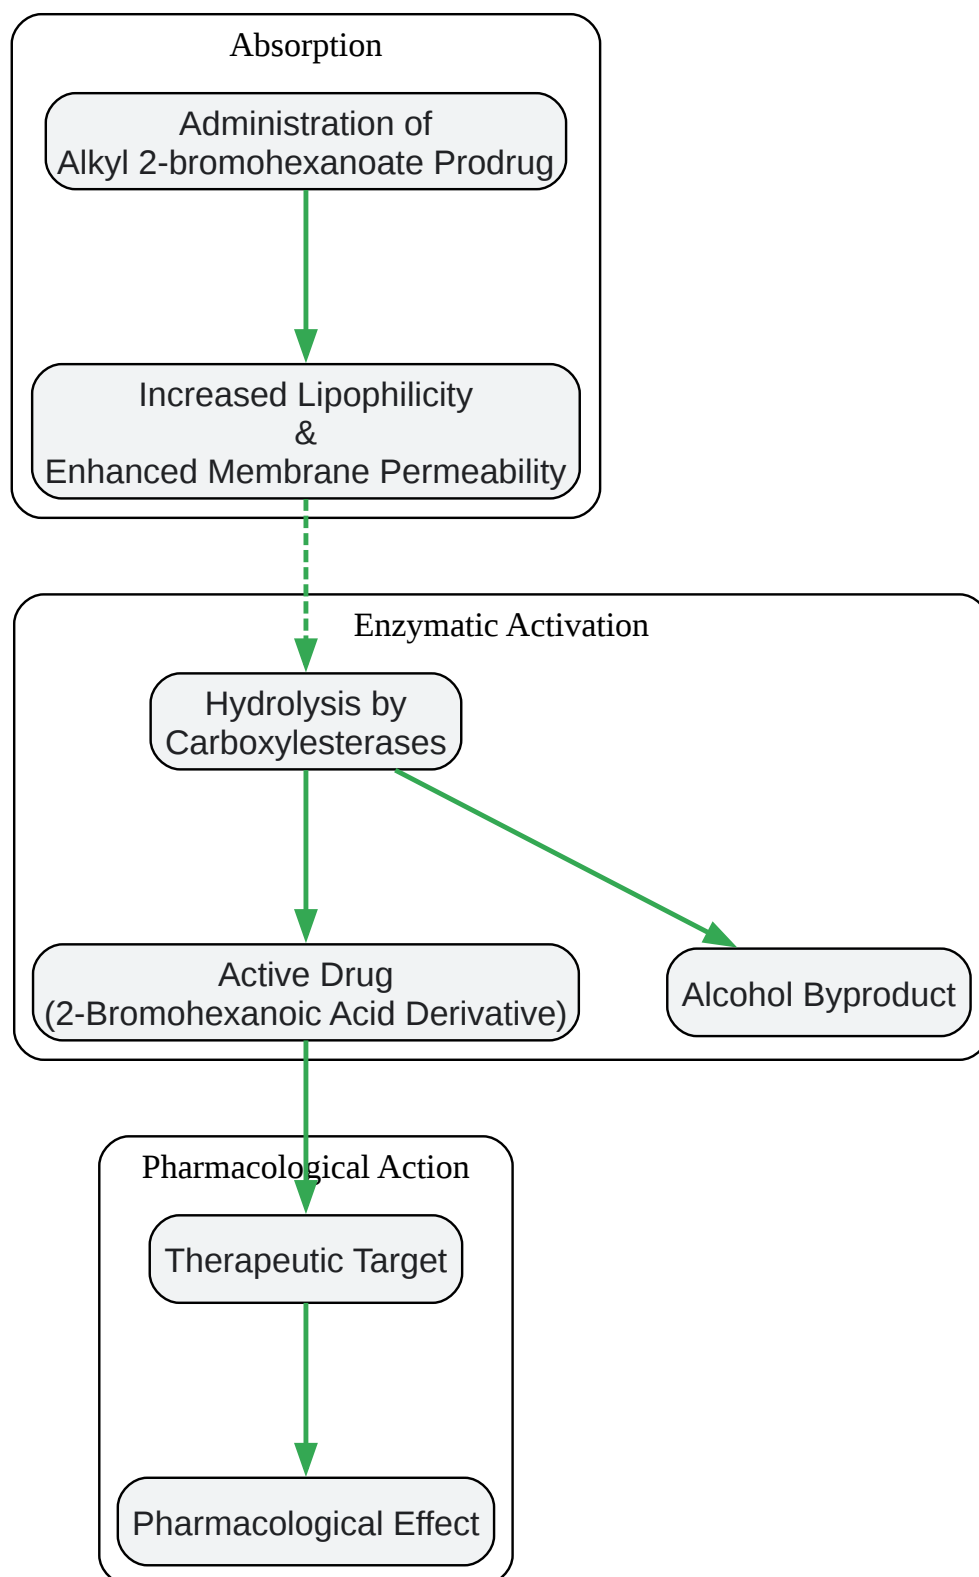 Absorption
Administration of
Alkyl 2-bromohexanoate Prodrug
Increased Lipophilicity
&
Enhanced Membrane Permeability
Enzymatic Activation
Hydrolysis by
Carboxylesterases
Active Drug
(2-Bromohexanoic Acid Derivative)
Alcohol Byproduct
Pharmacological Action
Therapeutic Target
Pharmacological Effect